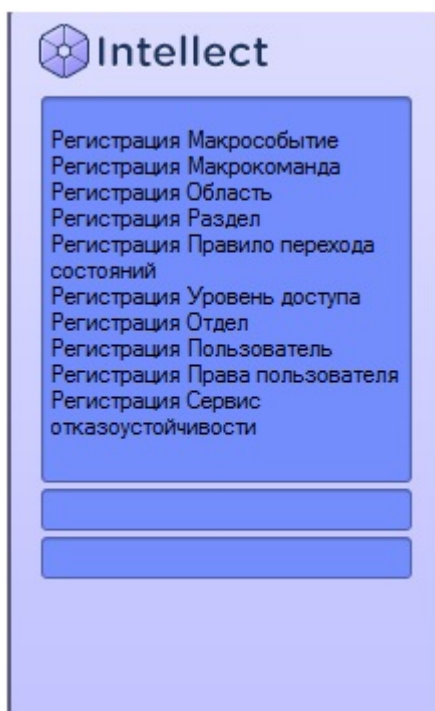 Intellect
Регистрация Макрособытие
Регистрация Макрокоманда
Регистрация Область
Регистрация Раздел
Регистрация Правило перехода
состояний
Регистрация Уровень доступа
Регистрация Отдел
Регистрация Пользователь
Регистрация Права пользователя
Регистрация Сервис
отказоустойчивости